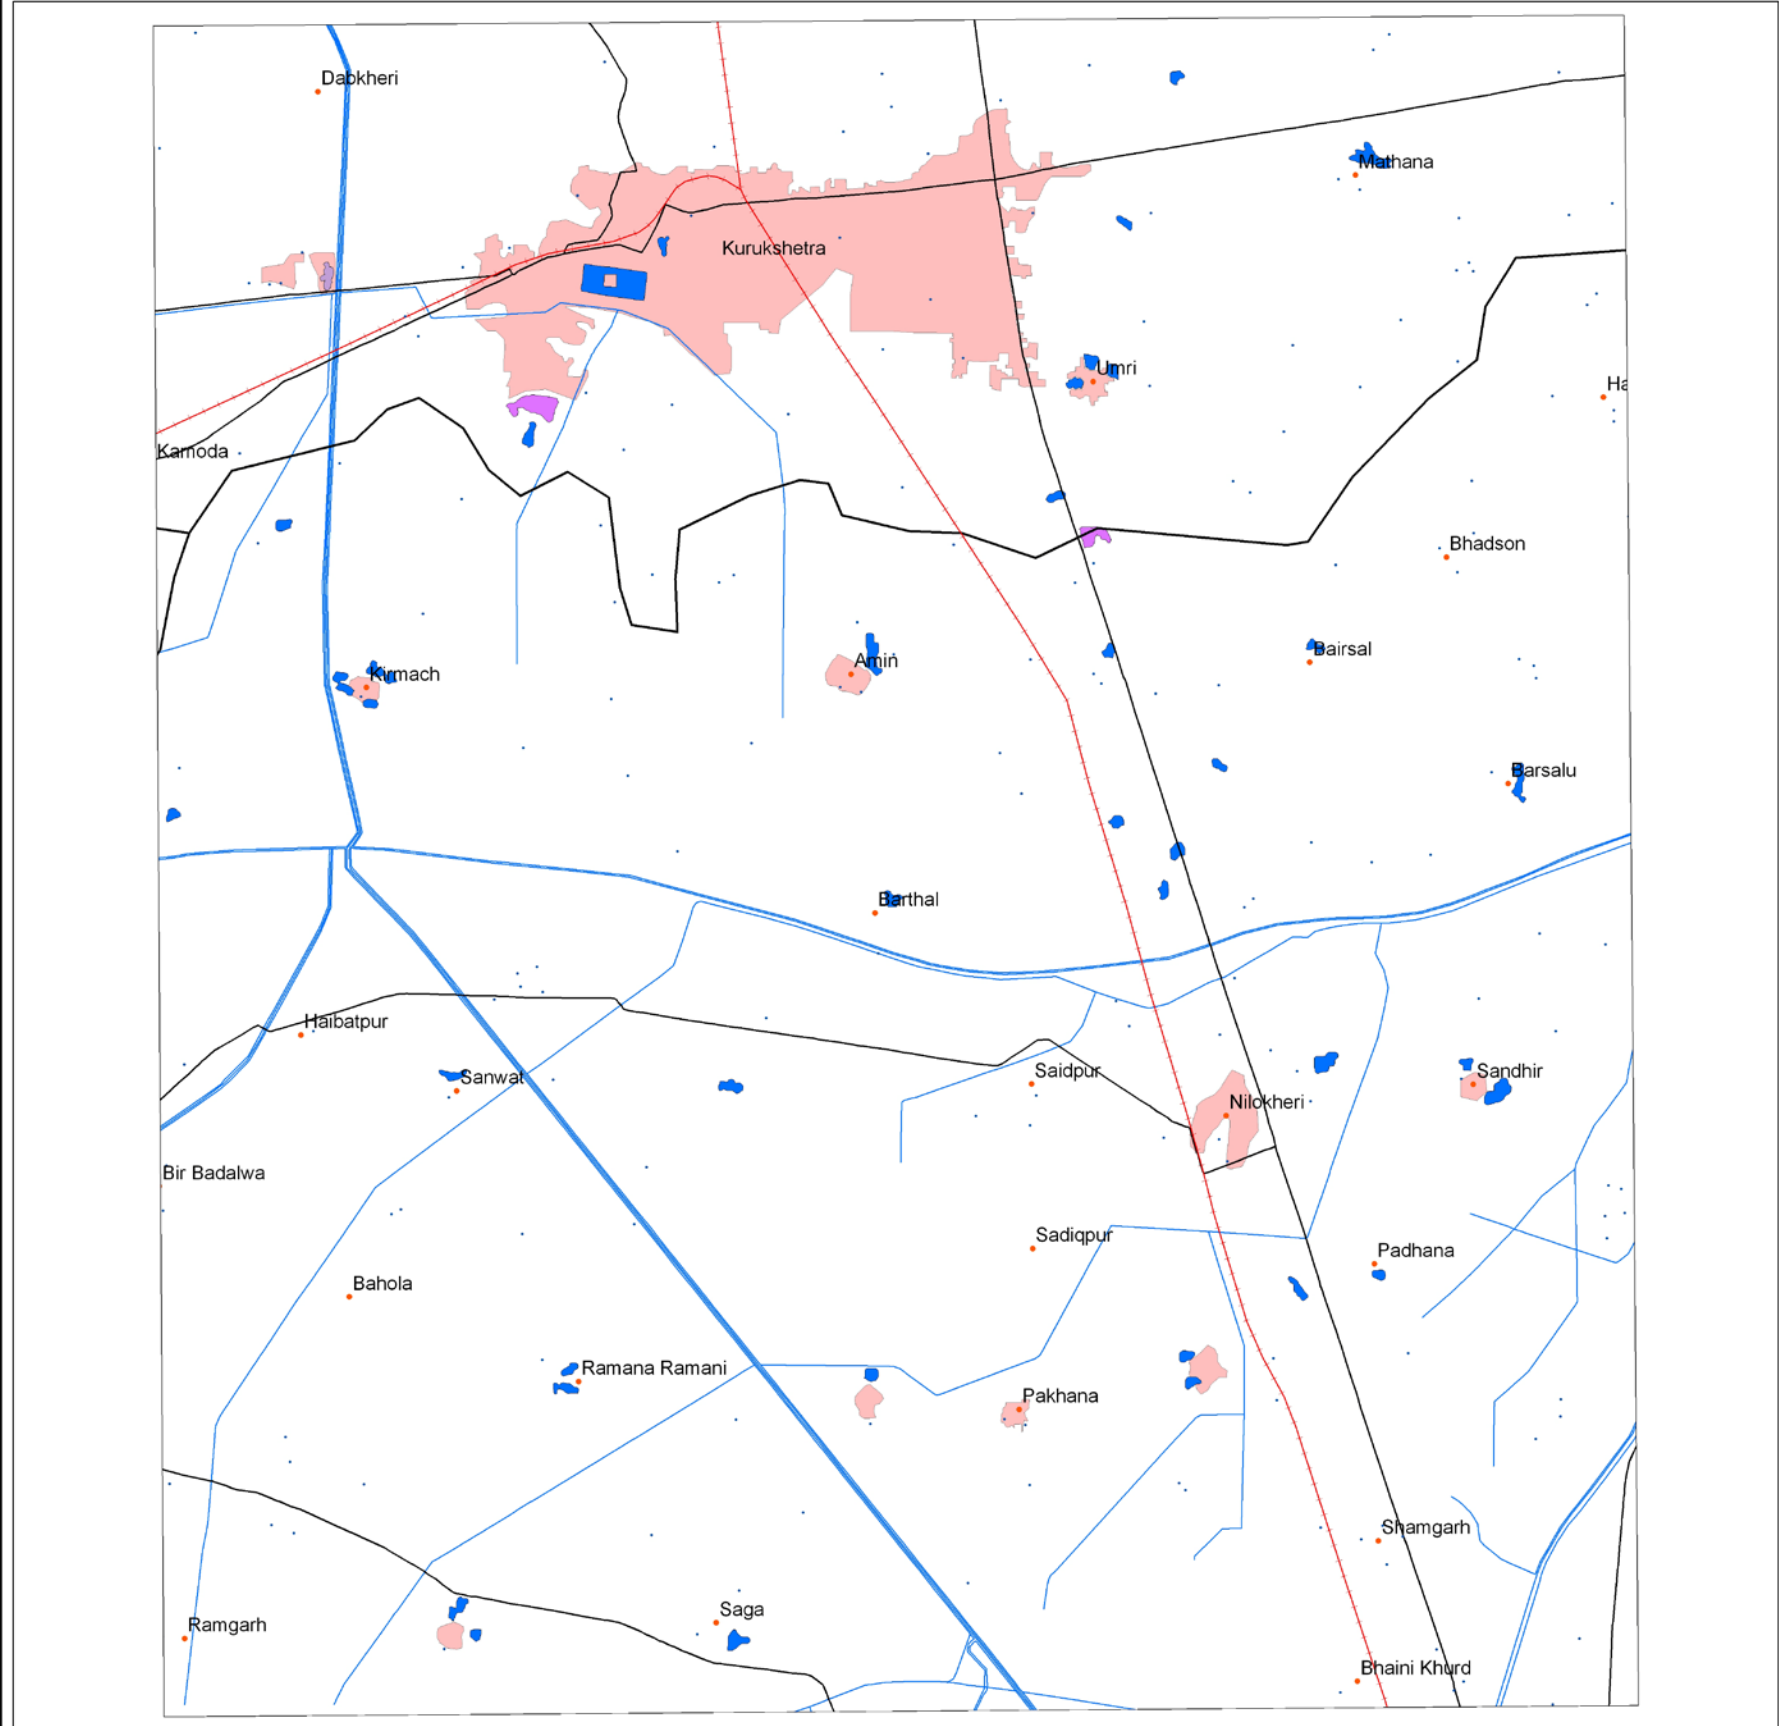 Dabkheri
Mathana
Kurukshetra
Umri
Ha
Kamoda
Bhadson
Bairsal
Amin
Kirmach
Barsalu
Barthal
Haibatpur
Saidpur
Sandhir
Sanwat
Nilokheri
Bir Badalwa
Sadiqpur
Padhana
Bahola
Ramana Ramani
Pakhana
Shamgarh
Saga
Ramgarh
Bhaini Khurd